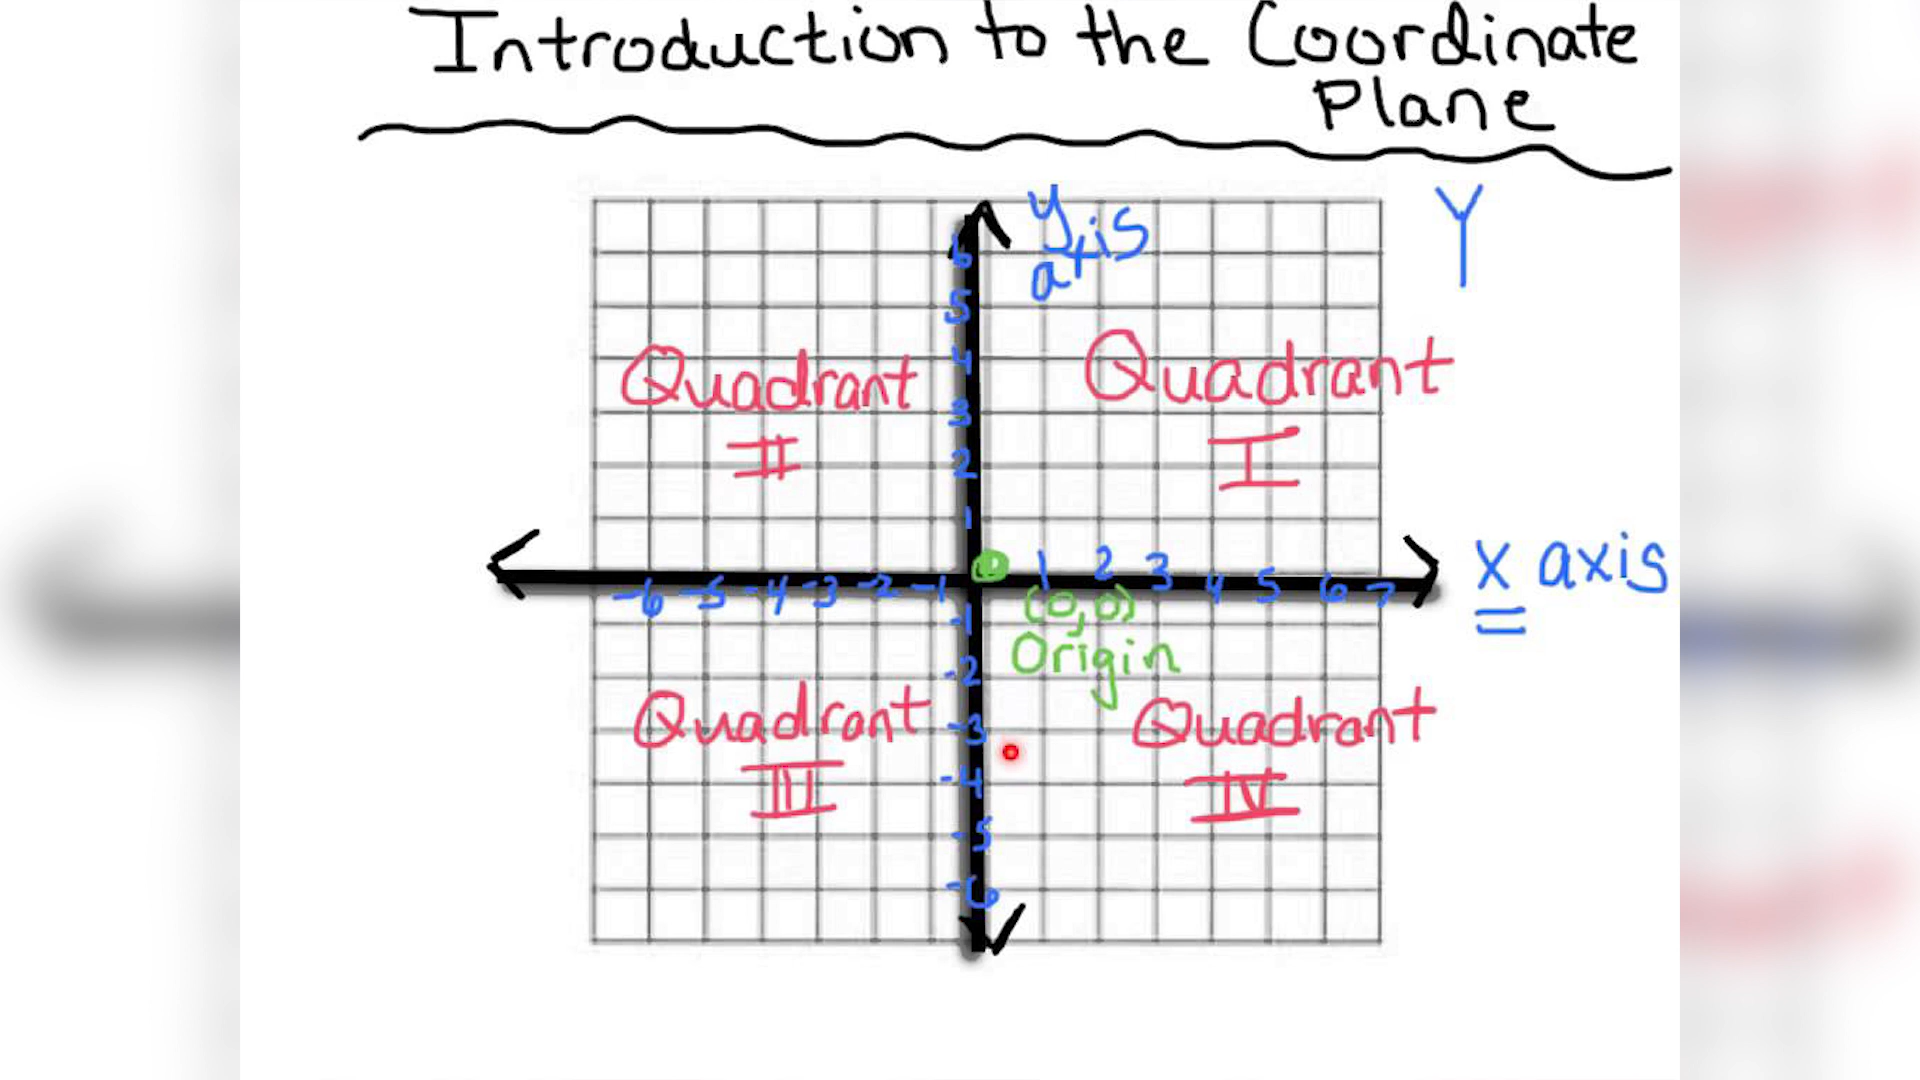 Introduction to the Coordinate
Plane
y
axis
Y
6
5
4
3
2
1
Quadrant
II
Quadrant
I
-6 -5 -4 -3 -2 -1
1 2 3 4 5 6 7
x axis
(0,0)
Origin
-1
-2
-3
-4
-5
-6
Quadrant
III
Quadrant
IV